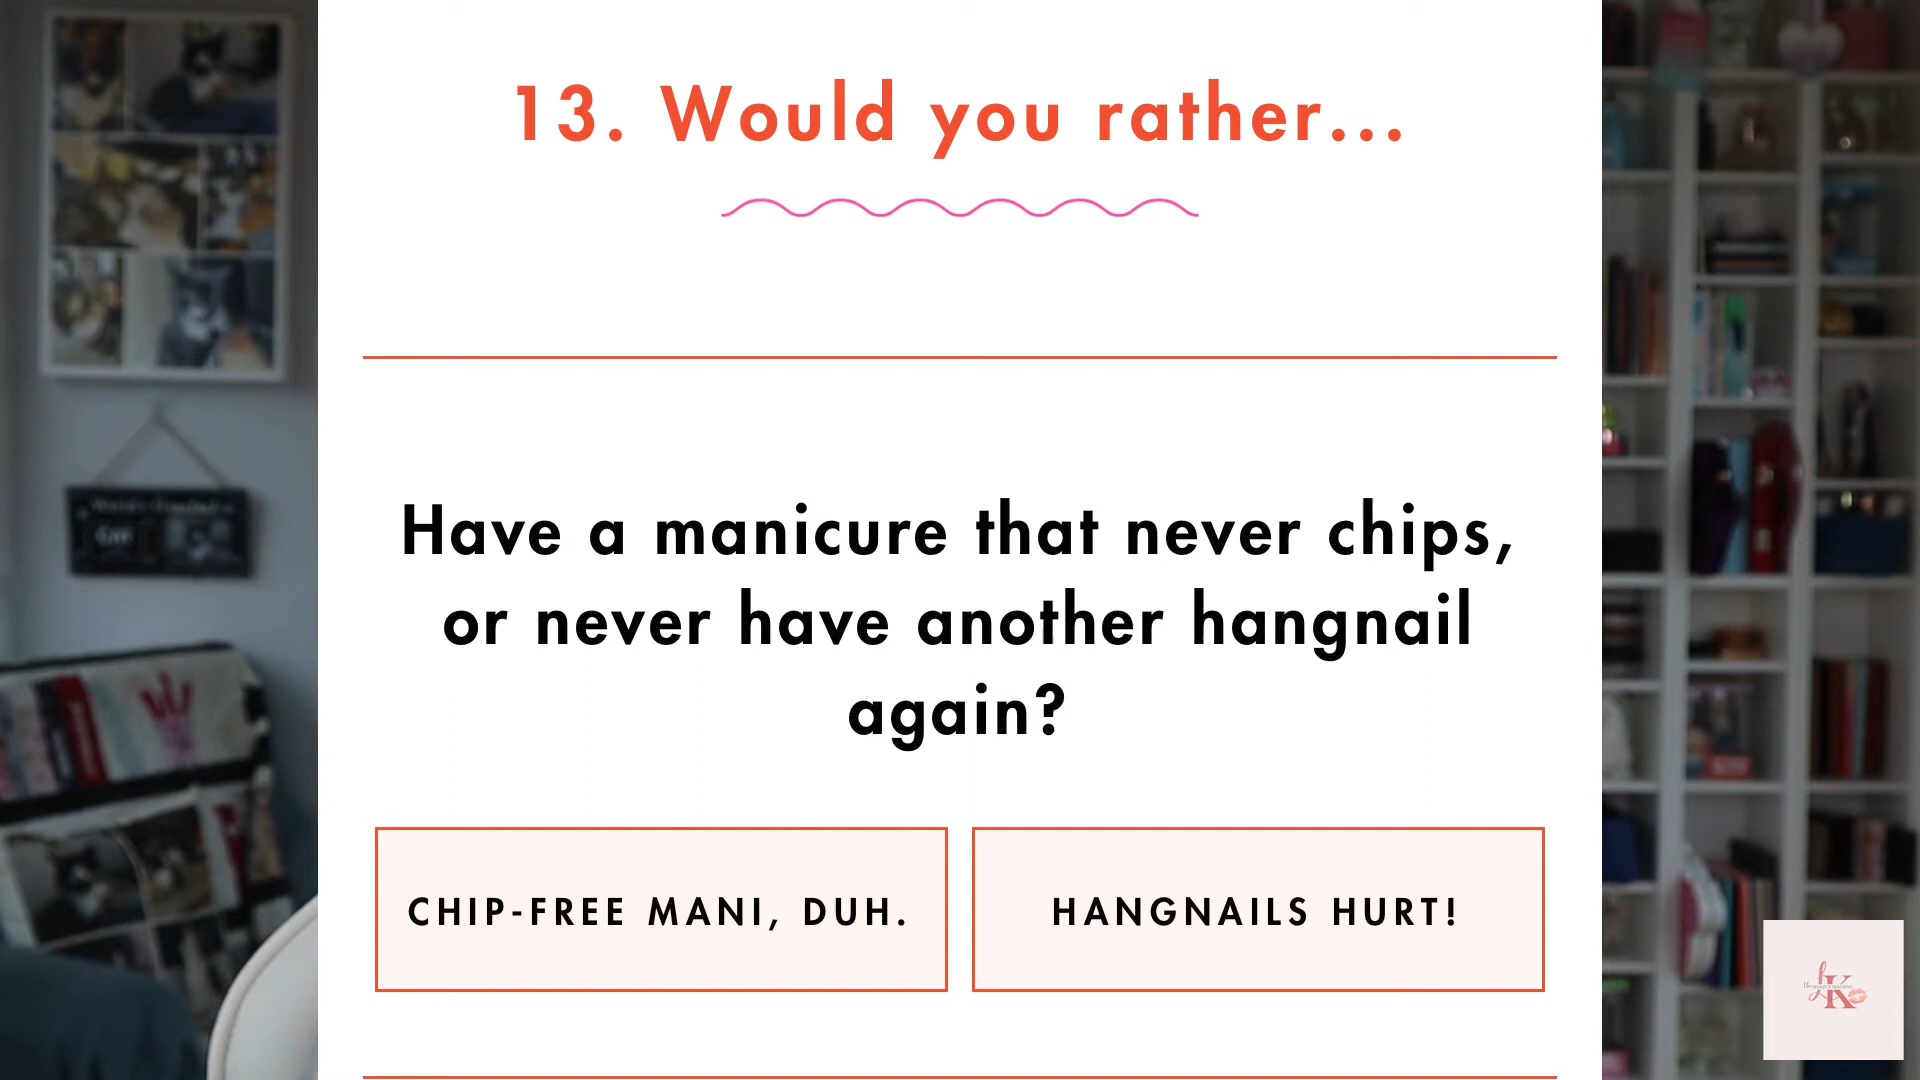 13. Would you rather...
Have a manicure that never chips,
or never have another hangnail
again?
CHIP-FREE MANI, DUH.
HANGNAILS HURT!